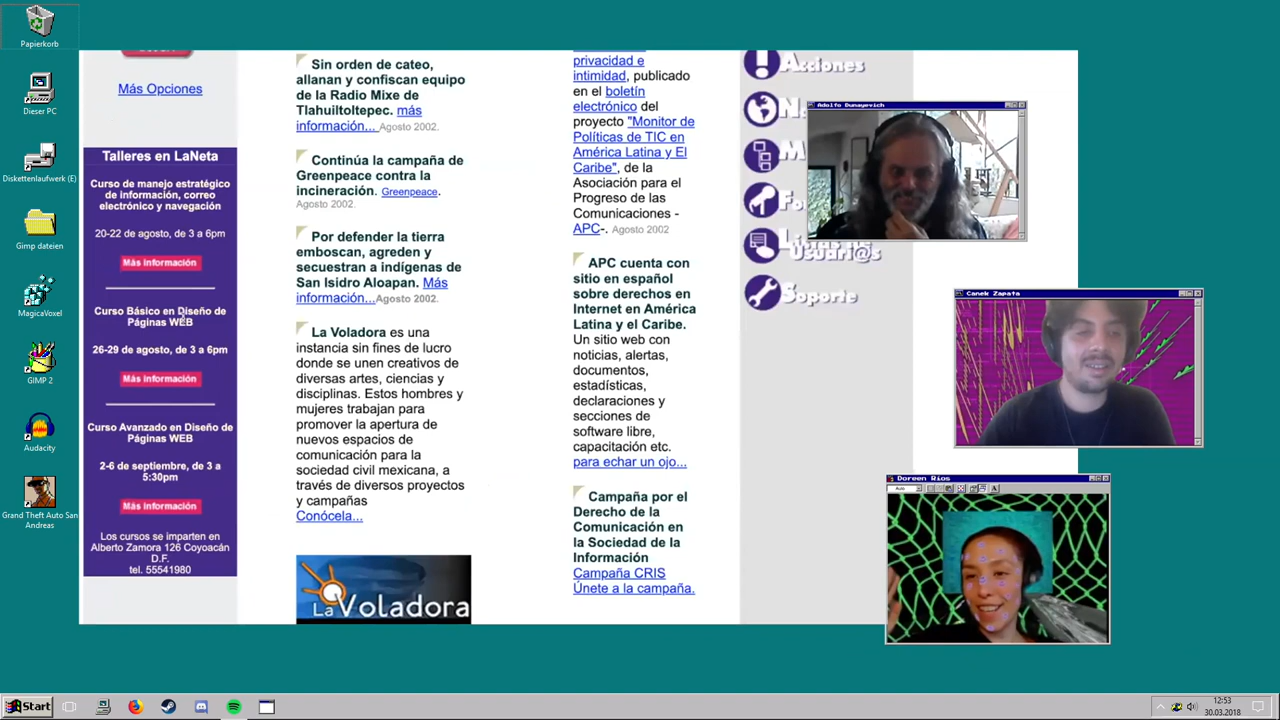 Papierkorb
Dieser PC
Diskettenlaufwerk (E)
Gimp dateien
MagicaVoxel
GIMP 2
Audacity
Grand Theft Auto San
Andreas
Más Opciones
Talleres en LaNeta
Curso de manejo estratégico
de información, correo
electrónico y navegación
20-22 de agosto, de 3 a 6pm
Más información
Curso Básico en Diseño de
Páginas WEB
26-29 de agosto, de 3 a 6pm
Más información
Curso Avanzado en Diseño de
Páginas WEB
2-6 de septiembre, de 3 a
5:30pm
Más información
Los cursos se imparten en
Alberto Zamora 126 Coyoacán
D.F.
tel. 55541980
Sin orden de cateo,
allanan y confiscan equipo
de la Radio Mixe de
Tlahuiltoltepec. más
información... Agosto 2002.
Continúa la campaña de
Greenpeace contra la
incineración. Greenpeace.
Agosto 2002.
Por defender la tierra
emboscan, agreden y
secuestran a indígenas de
San Isidro Aloapan. Más
información...Agosto 2002.
La Voladora es una
instancia sin fines de lucro
donde se unen creativos de
diversas artes, ciencias y
disciplinas. Estos hombres y
mujeres trabajan para
promover la apertura de
nuevos espacios de
comunicación para la
sociedad civil mexicana, a
través de diversos proyectos
y campañas
Conócela...
La Voladora
privacidad e
intimidad, publicado
en el boletín
electrónico del
proyecto "Monitor de
Políticas de TIC en
América Latina y El
Caribe", de la
Asociación para el
Progreso de las
Comunicaciones -
APC-. Agosto 2002
APC cuenta con
sitio en español
sobre derechos en
Internet en América
Latina y el Caribe.
Un sitio web con
noticias, alertas,
documentos,
estadísticas,
declaraciones y
secciones de
software libre,
capacitación etc.
para echar un ojo...
Campaña por el
Derecho de la
Comunicación en
la Sociedad de la
Información
Campaña CRIS
Únete a la campaña.
Acciones
N
M
Fo
Usuari@s
Soporte
Adolfo Dunayevich
Canek Zapata
Doreen Ríos
Auto
A
Start
12:53
30.03.2018